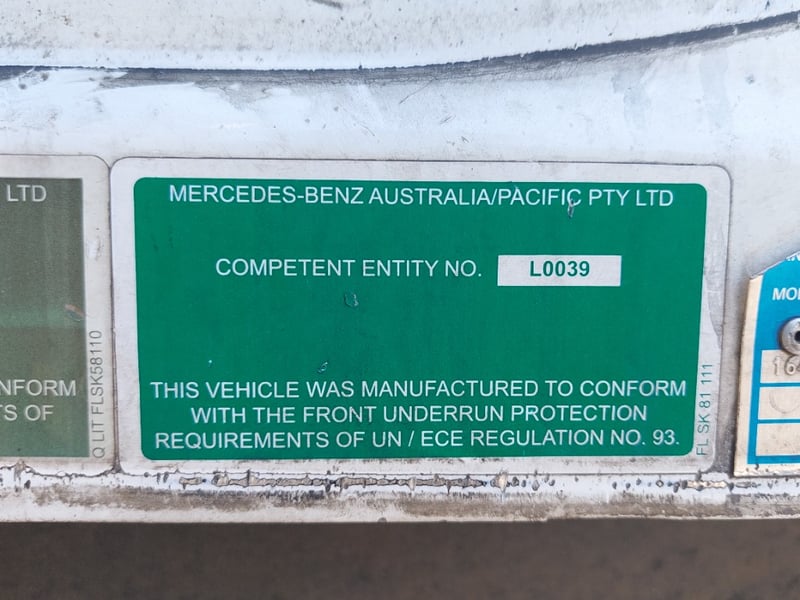 LTD
NFORM
S OF
Q LIT FLSK58110
MERCEDES-BENZ AUSTRALIA/PACIFIC PTY LTD
COMPETENT ENTITY NO. L0039
THIS VEHICLE WAS MANUFACTURED TO CONFORM
WITH THE FRONT UNDERRUN PROTECTION
REQUIREMENTS OF UN / ECE REGULATION NO. 93.
FL SK 81 111
MO
164